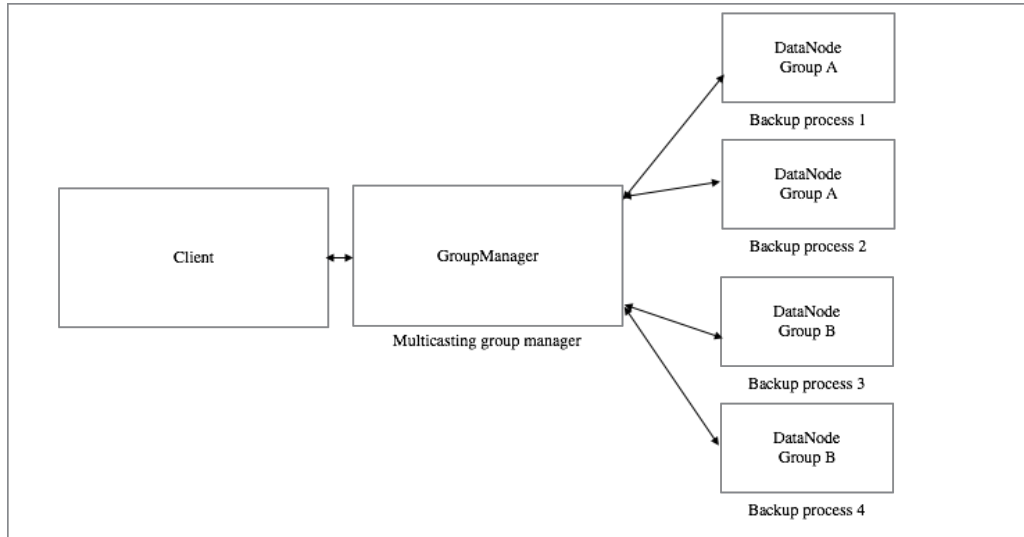 DataNode
Group A
Backup process 1
DataNode
Group A
Backup process 2
Client
GroupManager
Multicasting group manager
DataNode
Group B
Backup process 3
DataNode
Group B
Backup process 4